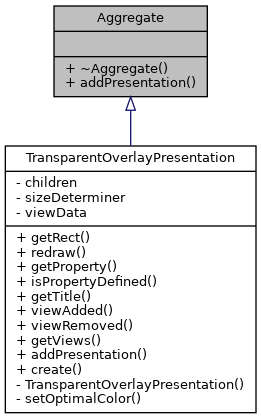 Aggregate
+ ~Aggregate()
+ addPresentation()
TransparentOverlayPresentation
- children
- sizeDeterminer
- viewData
+ getRect()
+ redraw()
+ getProperty()
+ isPropertyDefined()
+ getTitle()
+ viewAdded()
+ viewRemoved()
+ getViews()
+ addPresentation()
+ create()
- TransparentOverlayPresentation()
- setOptimalColor()